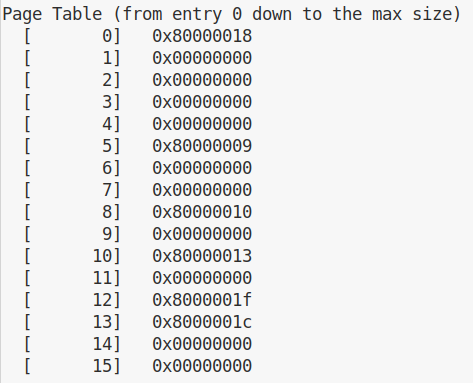 Page Table (from entry 0 down to the max size)
  [       0]   0x80000018
  [       1]   0x00000000
  [       2]   0x00000000
  [       3]   0x00000000
  [       4]   0x00000000
  [       5]   0x80000009
  [       6]   0x00000000
  [       7]   0x00000000
  [       8]   0x80000010
  [       9]   0x00000000
  [      10]   0x80000013
  [      11]   0x00000000
  [      12]   0x8000001f
  [      13]   0x8000001c
  [      14]   0x00000000
  [      15]   0x00000000